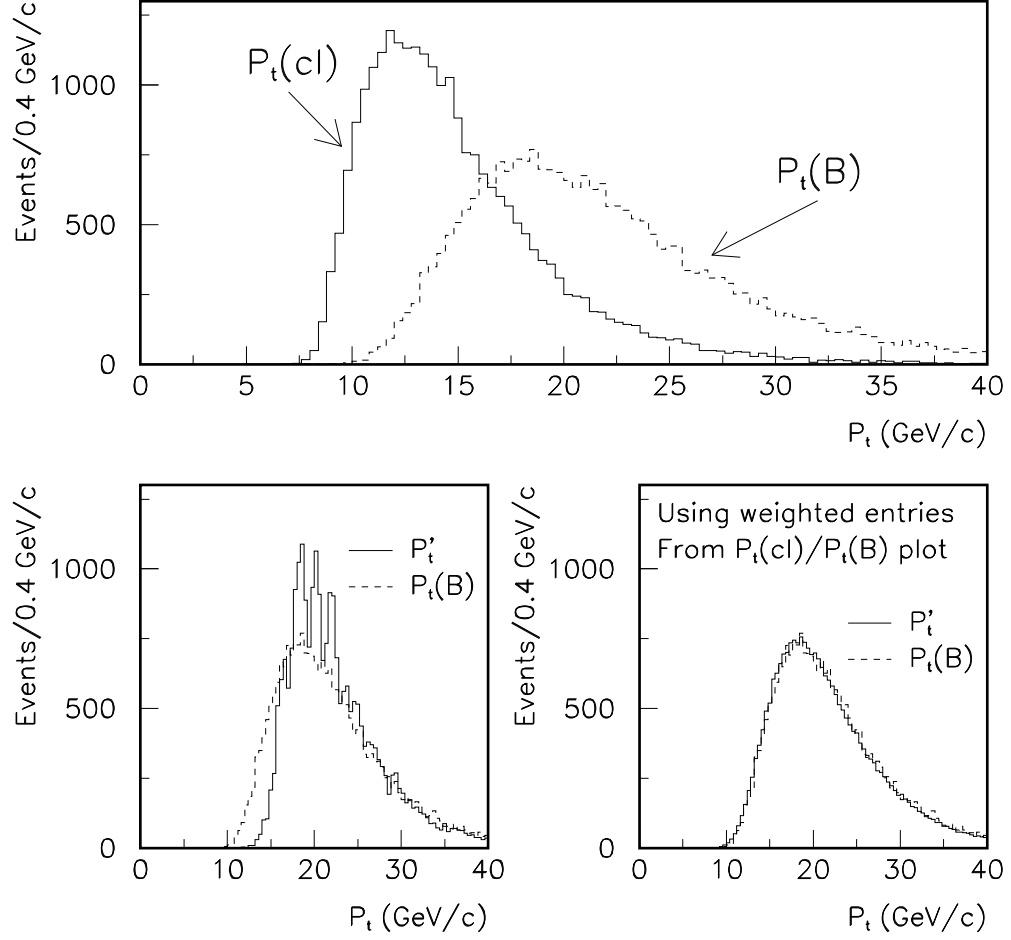 Events/0.4 GeV/c
1000
500
0
Pt(cl)
Pt(B)
0 5 10 15 20 25 30 35 40
Pt (GeV/c)
Events/0.4 GeV/c
1000
500
0
Pt'
Pt(B)
0 10 20 30 40
Pt (GeV/c)
Events/0.4 GeV/c
1000
500
0
Using weighted entries
From Pt(cl)/Pt(B) plot
Pt'
Pt(B)
0 10 20 30 40
Pt (GeV/c)